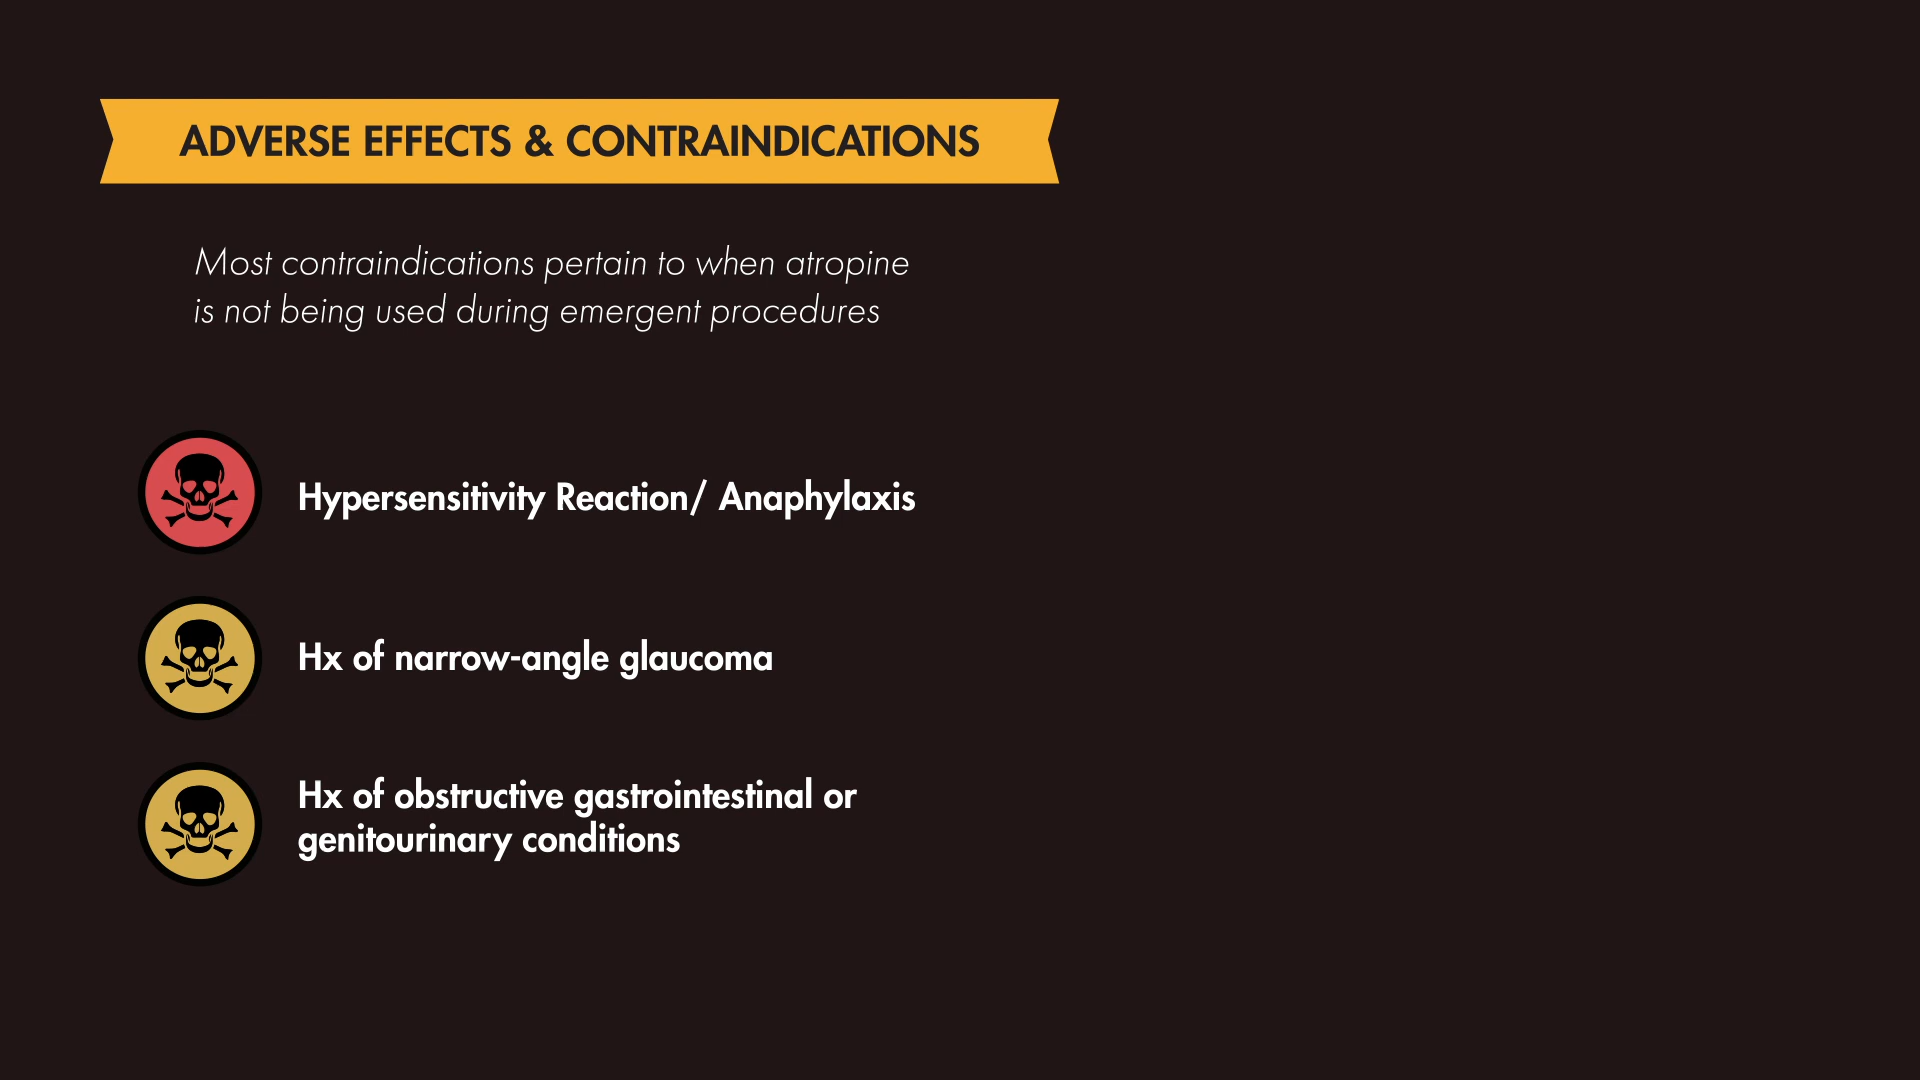 ADVERSE EFFECTS & CONTRAINDICATIONS
Most contraindications pertain to when atropine
is not being used during emergent procedures
Hypersensitivity Reaction/ Anaphylaxis
Hx of narrow-angle glaucoma
Hx of obstructive gastrointestinal or
genitourinary conditions